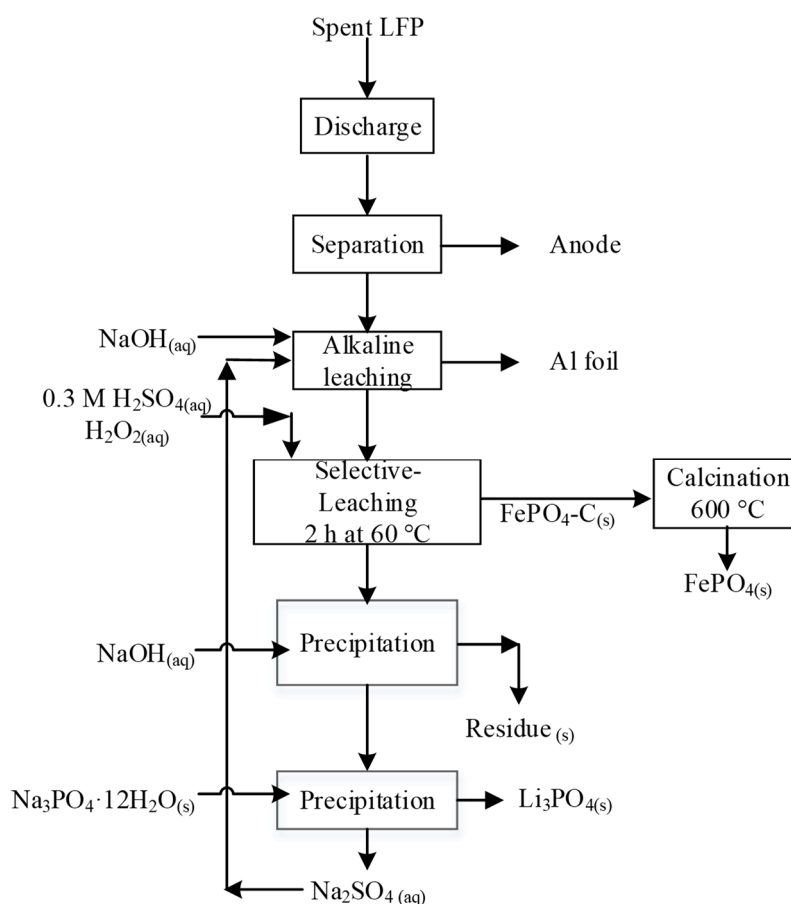 Spent LFP
Discharge
Separation
Anode
NaOH(aq)
Alkaline
leaching
Al foil
0.3 M H₂SO₄(aq)
H₂O₂(aq)
Selective-
Leaching
2 h at 60 °C
FePO₄-C(s)
Calcination
600 °C
FePO₄(s)
NaOH(aq)
Precipitation
Residue (s)
Na₃PO₄·12H₂O(s)
Precipitation
Li₃PO₄(s)
Na₂SO₄ (aq)